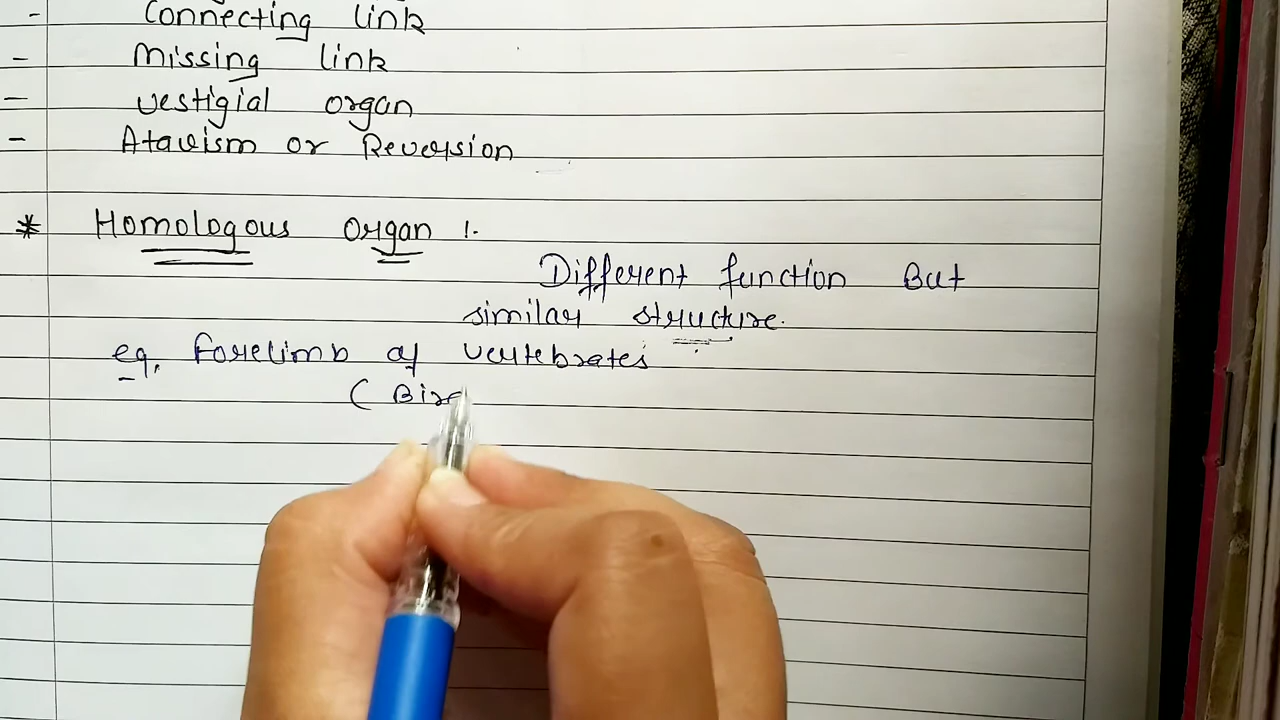 - Connecting link
- Missing link
- vestigial organ
- Atavism or Reversion
* Homologous Organ :-
Different function But
similar structure.
eg. Forelimb of vertebrates
( Bir